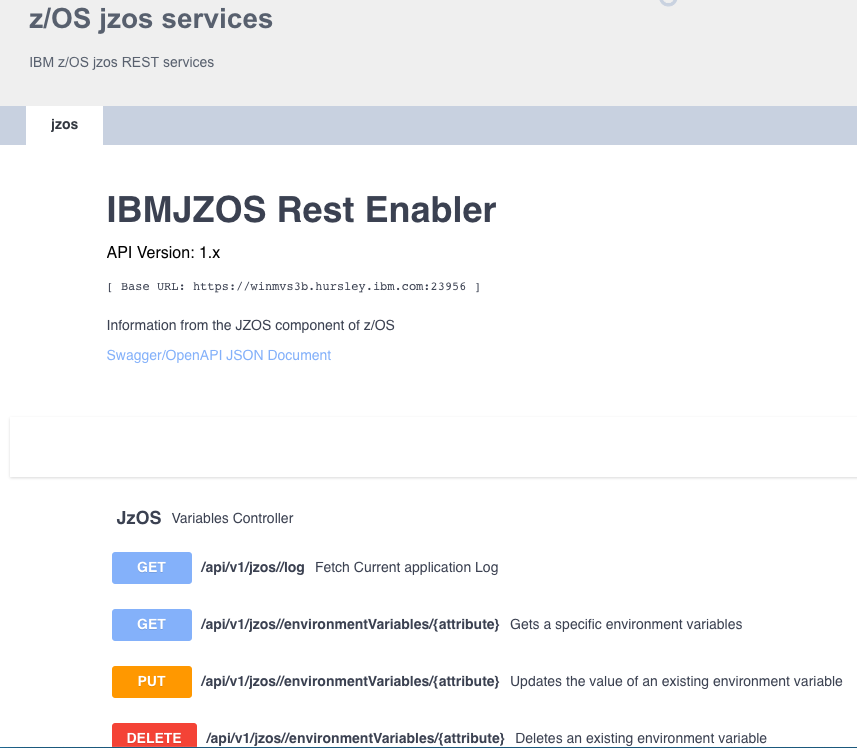 z/OS jzos services
IBM z/OS jzos REST services
jzos
IBMJZOS Rest Enabler
API Version: 1.x
[ Base URL: https://winmvs3b.hursley.ibm.com:23956 ]
Information from the JZOS component of z/OS
Swagger/OpenAPI JSON Document
JzOS Variables Controller
GET /api/v1/jzos//log Fetch Current application Log
GET /api/v1/jzos//environmentVariables/{attribute} Gets a specific environment variables
PUT /api/v1/jzos//environmentVariables/{attribute} Updates the value of an existing environment variable
DELETE /api/v1/jzos//environmentVariables/{attribute} Deletes an existing environment variable